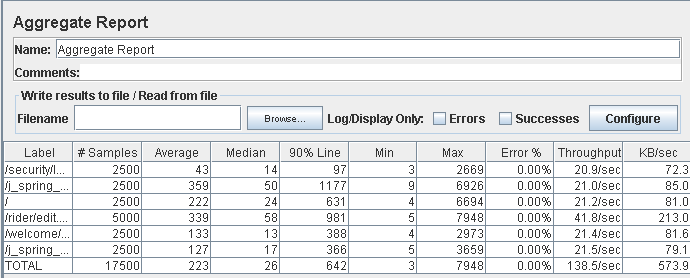 Aggregate Report
Name: Aggregate Report
Comments:
Write results to file / Read from file
Filename Browse... Log/Display Only: Errors Successes Configure
Label # Samples Average Median 90% Line Min Max Error % Throughput KB/sec
/security/l... 2500 43 14 97 3 2669 0.00% 20.9/sec 72.3
/j_spring_... 2500 359 50 1177 9 6926 0.00% 21.0/sec 85.0
/ 2500 222 24 631 4 6694 0.00% 21.2/sec 81.0
/rider/edit.... 5000 339 58 981 5 7948 0.00% 41.8/sec 213.0
/welcome/... 2500 133 13 388 4 2973 0.00% 21.4/sec 81.6
/j_spring_... 2500 127 17 366 5 3659 0.00% 21.5/sec 79.1
TOTAL 17500 223 26 642 3 7948 0.00% 138.5/sec 573.9